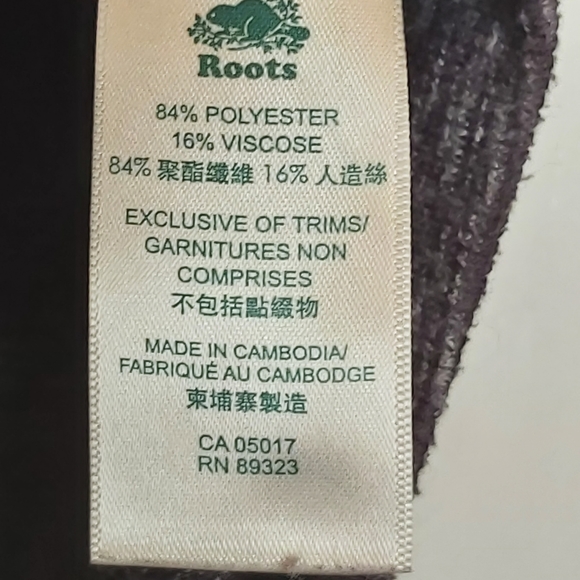 Roots
84% POLYESTER
16% VISCOSE
84% 聚酯纖維 16% 人造絲
EXCLUSIVE OF TRIMS/
GARNITURES NON
COMPRISES
不包括點綴物
MADE IN CAMBODIA/
FABRIQUÉ AU CAMBODGE
柬埔寨製造
CA 05017
RN 89323